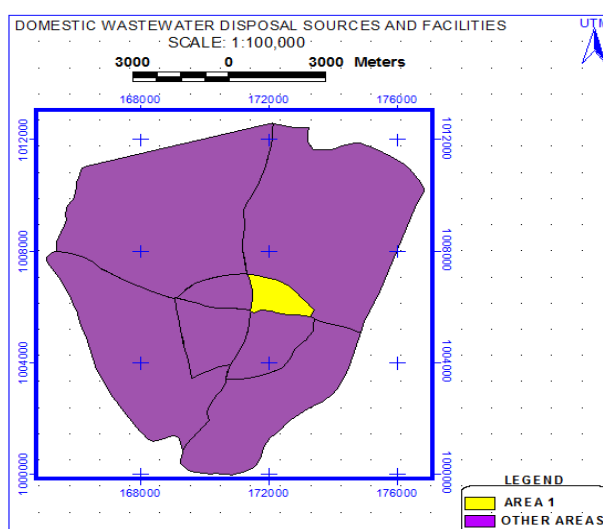 DOMESTIC WASTEWATER DISPOSAL SOURCES AND FACILITIES
UTM
SCALE: 1:100,000
3000 0 3000 Meters
168000 172000 176000
1012000 1012000
1008000 1008000
1004000 1004000
1000000 1000000
168000 172000 176000
LEGEND
AREA 1
OTHER AREAS